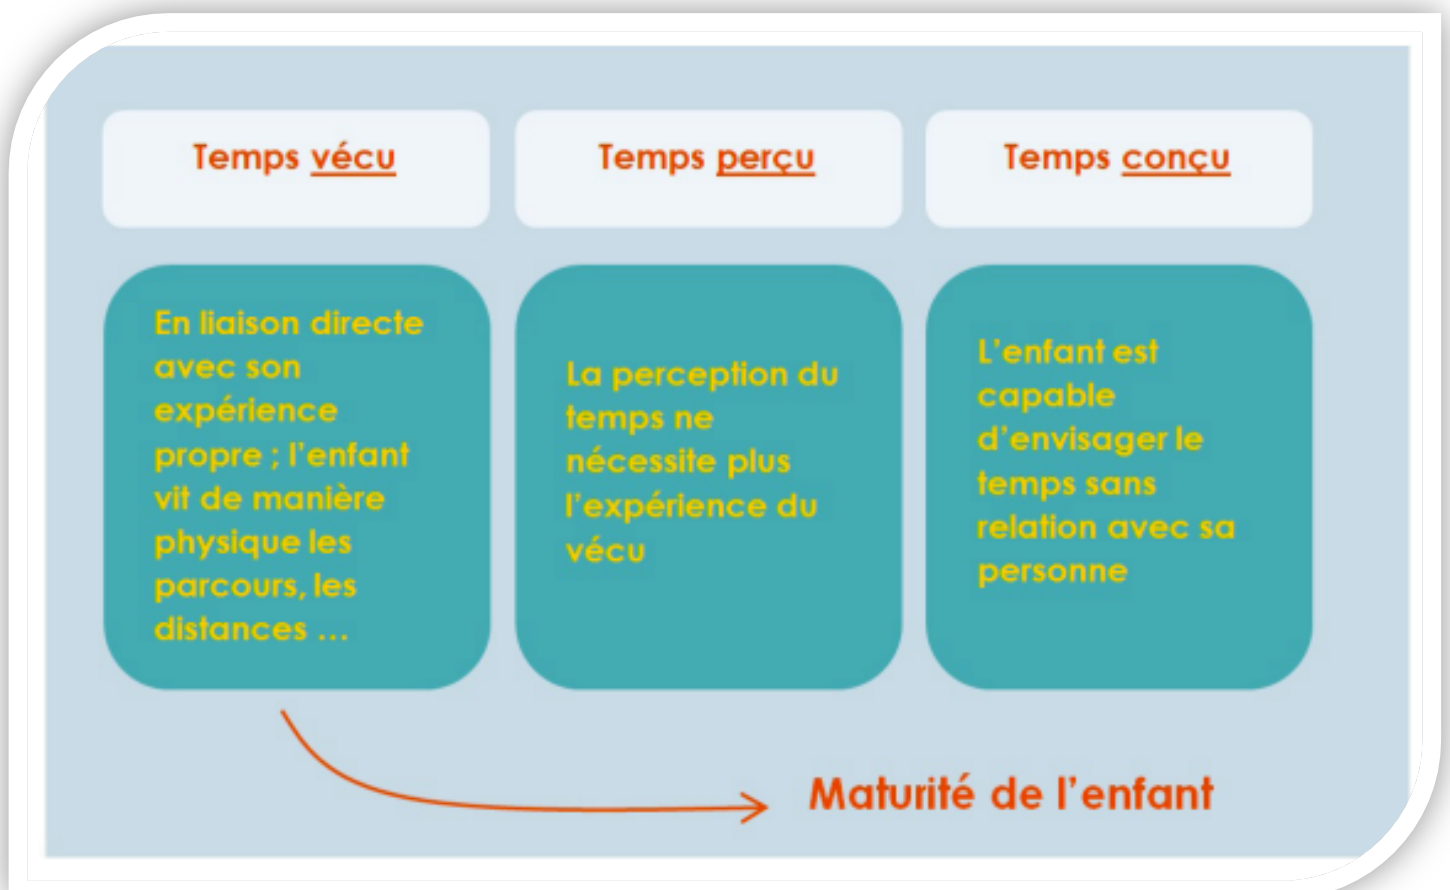 Temps vécu
Temps perçu
Temps conçu
En liaison directe
avec son
expérience
propre ; l'enfant
vit de manière
physique les
parcours, les
distances ...
La perception du
temps ne
nécessite plus
l'expérience du
vécu
L'enfant est
capable
d'envisager le
temps sans
relation avec sa
personne
Maturité de l'enfant